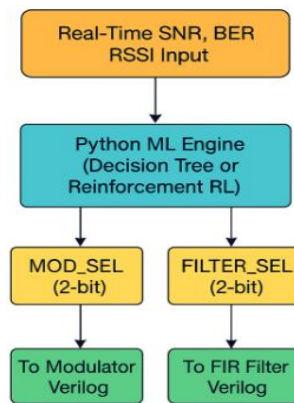 Real-Time SNR, BER
RSSI Input
Python ML Engine
(Decision Tree or
Reinforcement RL)
MOD_SEL
(2-bit)
FILTER_SEL
(2-bit)
To Modulator
Verilog
To FIR Filter
Verilog